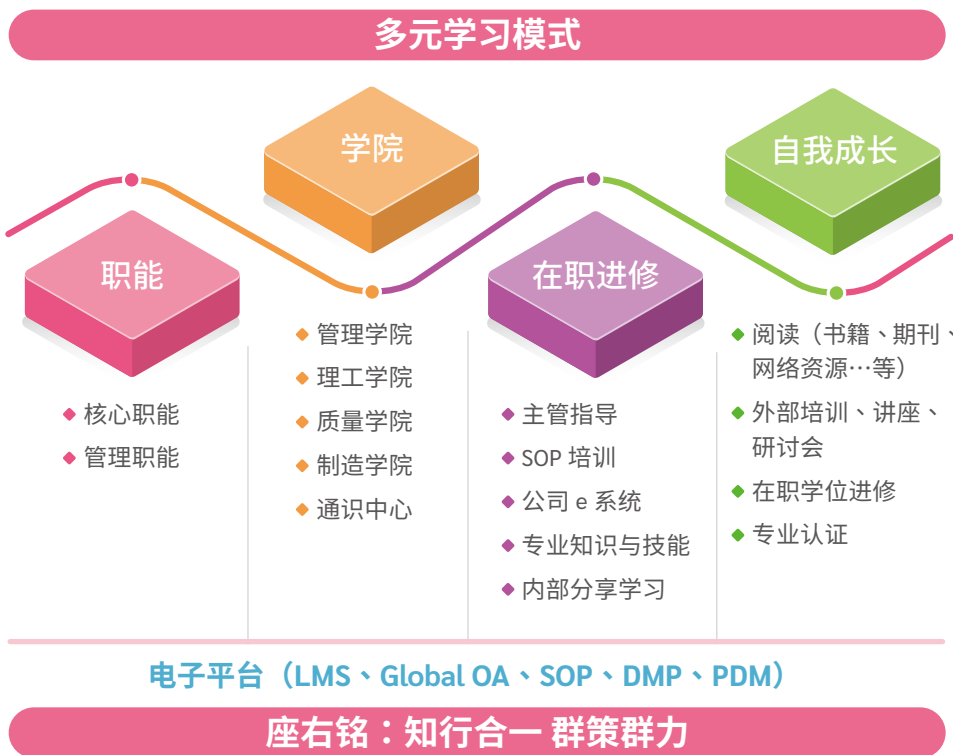 多元学习模式
职能
核心职能
管理职能
学院
管理学院
理工学院
质量学院
制造学院
通识中心
在职进修
主管指导
SOP 培训
公司 e 系统
专业知识与技能
内部分享学习
自我成长
阅读（书籍、期刊、
网络资源…等）
外部培训、讲座、
研讨会
在职学位进修
专业认证
电子平台（LMS、Global OA、SOP、DMP、PDM）
座右铭：知行合一 群策群力